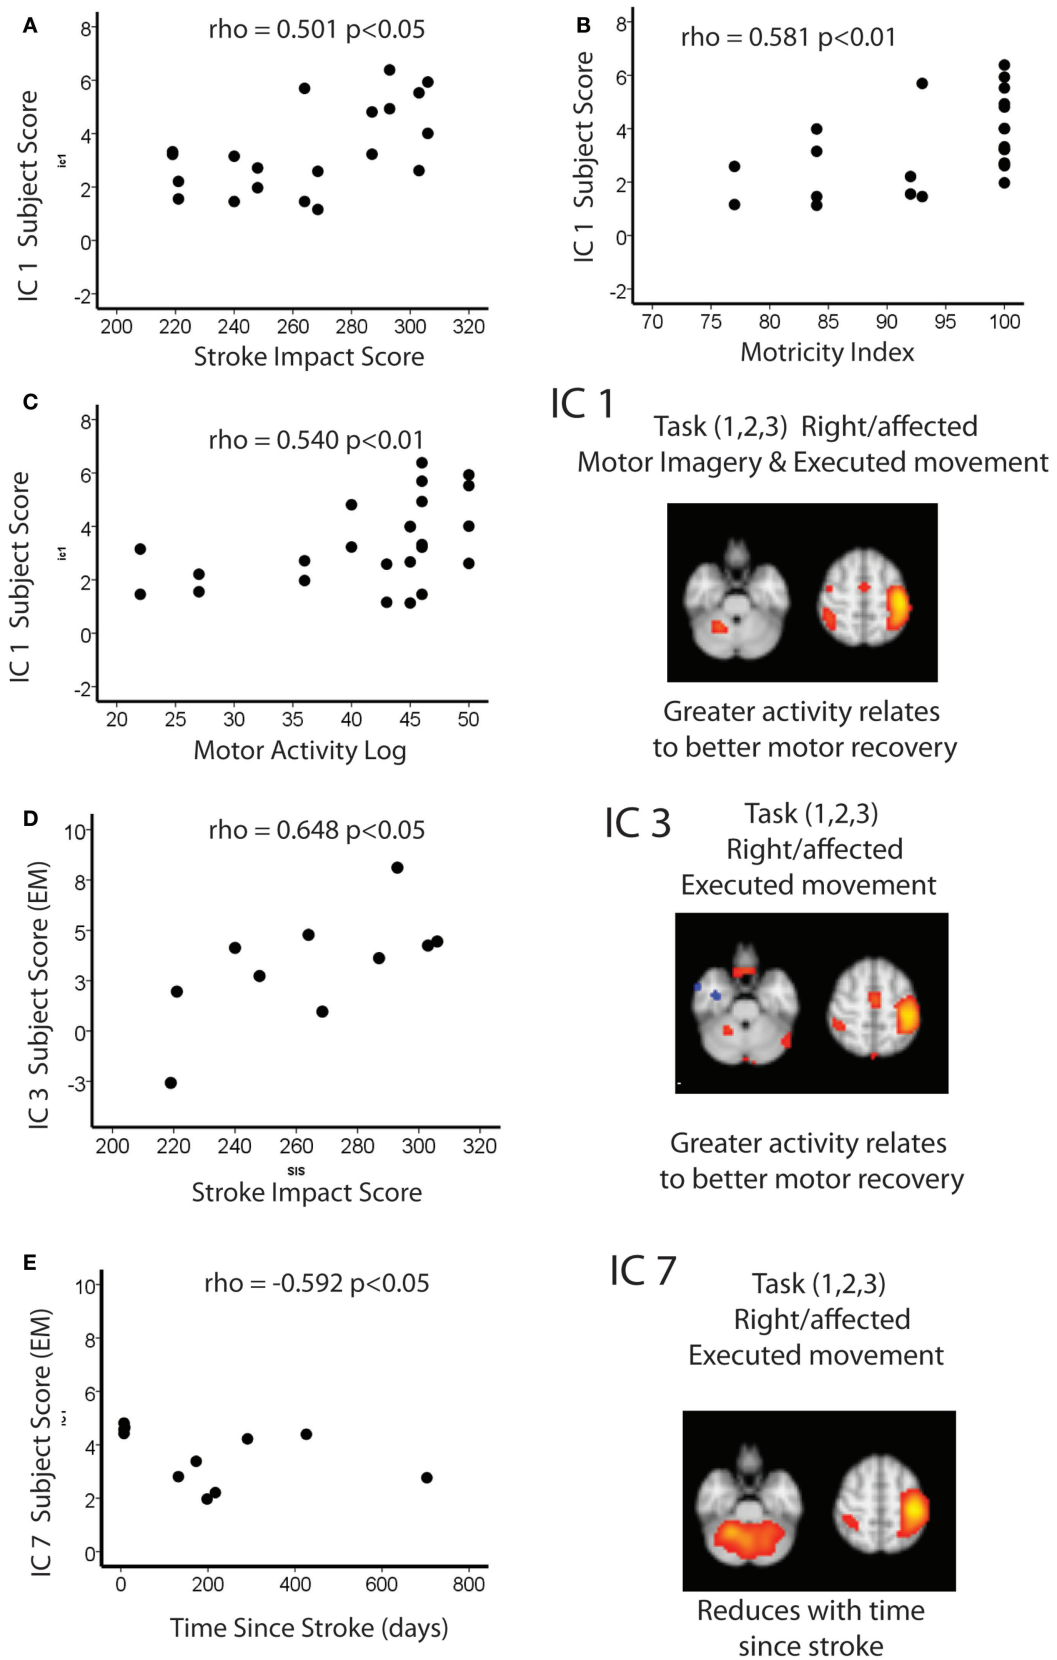 A
rho = 0.501 p<0.05
IC 1 Subject Score
ic1
8
6
4
2
0
-2
200 220 240 260 280 300 320
Stroke Impact Score
B
rho = 0.581 p<0.01
IC 1 Subject Score
8
6
4
2
0
-2
70 75 80 85 90 95 100
Motricity Index
C
rho = 0.540 p<0.01
IC 1 Subject Score
ic1
8
6
4
2
0
-2
20 25 30 35 40 45 50
Motor Activity Log
IC 1
Task (1,2,3) Right/affected
Motor Imagery & Executed movement
Greater activity relates
to better motor recovery
D
rho = 0.648 p<0.05
IC 3 Subject Score (EM)
10
8
5
3
0
-3
200 220 240 260 280 300 320
SIS
Stroke Impact Score
IC 3
Task (1,2,3)
Right/affected
Executed movement
Greater activity relates
to better motor recovery
E
rho = -0.592 p<0.05
IC 7 Subject Score (EM)
10
8
6
4
2
0
0 200 400 600 800
Time Since Stroke (days)
IC 7
Task (1,2,3)
Right/affected
Executed movement
Reduces with time
since stroke